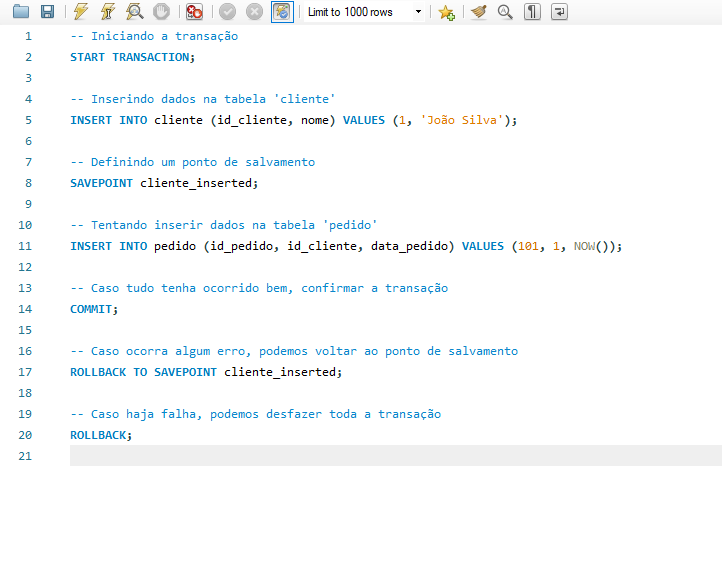 Limit to 1000 rows
1 -- Iniciando a transação
2 START TRANSACTION;
3
4 -- Inserindo dados na tabela 'cliente'
5 INSERT INTO cliente (id_cliente, nome) VALUES (1, 'João Silva');
6
7 -- Definindo um ponto de salvamento
8 SAVEPOINT cliente_inserted;
9
10 -- Tentando inserir dados na tabela 'pedido'
11 INSERT INTO pedido (id_pedido, id_cliente, data_pedido) VALUES (101, 1, NOW());
12
13 -- Caso tudo tenha ocorrido bem, confirmar a transação
14 COMMIT;
15
16 -- Caso ocorra algum erro, podemos voltar ao ponto de salvamento
17 ROLLBACK TO SAVEPOINT cliente_inserted;
18
19 -- Caso haja falha, podemos desfazer toda a transação
20 ROLLBACK;
21